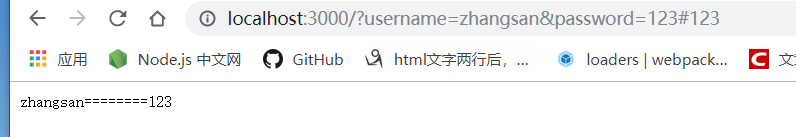 localhost:3000/?username=zhangsan&password=123#123
应用 Node.js 中文网 GitHub html文字两行后，... loaders | webpack... 文
zhangsan========123